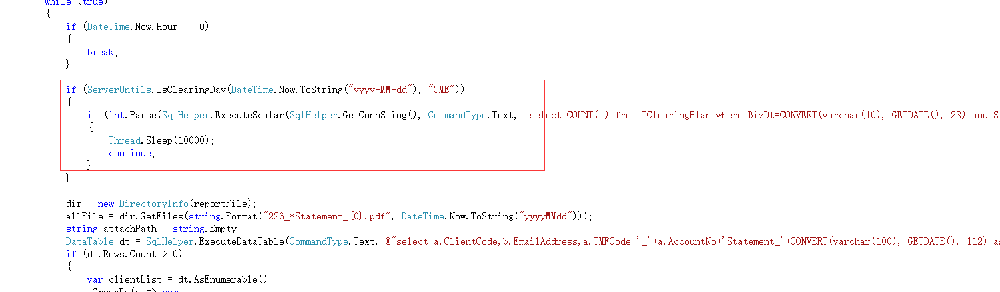 while (true)
{
if (DateTime.Now.Hour == 0)
{
break;
}
if (ServerUntils.IsClearingDay(DateTime.Now.ToString("yyyy-MM-dd"), "CME"))
{
if (int.Parse(SqlHelper.ExecuteScalar(SqlHelper.GetConnSting(), CommandType.Text, "select COUNT(1) from TClearingPlan where BizDt=CONVERT(varchar(10), GETDATE(), 23) and S
{
Thread.Sleep(10000);
continue;
}
}
dir = new DirectoryInfo(reportFile);
allFile = dir.GetFiles(string.Format("226_*Statement_{0}.pdf", DateTime.Now.ToString("yyyyMMdd")));
string attachPath = string.Empty;
DataTable dt = SqlHelper.ExecuteDataTable(CommandType.Text, @"select a.ClientCode,b.EmailAddress,a.TMFCode+'_'+a.AccountNo+'Statement_'+CONVERT(varchar(100), GETDATE(), 112) as
if (dt.Rows.Count > 0)
{
var clientList = dt.AsEnumerable()
.GroupBy(p => new